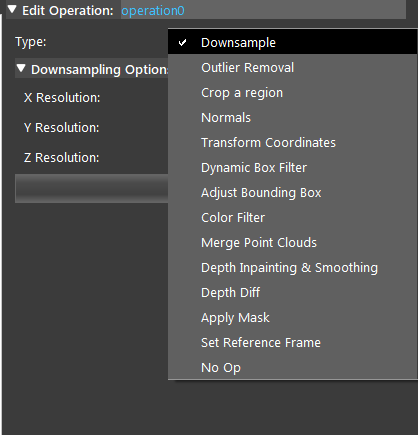 Edit Operation: operation0
Type:
Downsample
Downsampling Option
Outlier Removal
X Resolution:
Crop a region
Y Resolution:
Normals
Z Resolution:
Transform Coordinates
Dynamic Box Filter
Adjust Bounding Box
Color Filter
Merge Point Clouds
Depth Inpainting & Smoothing
Depth Diff
Apply Mask
Set Reference Frame
No Op